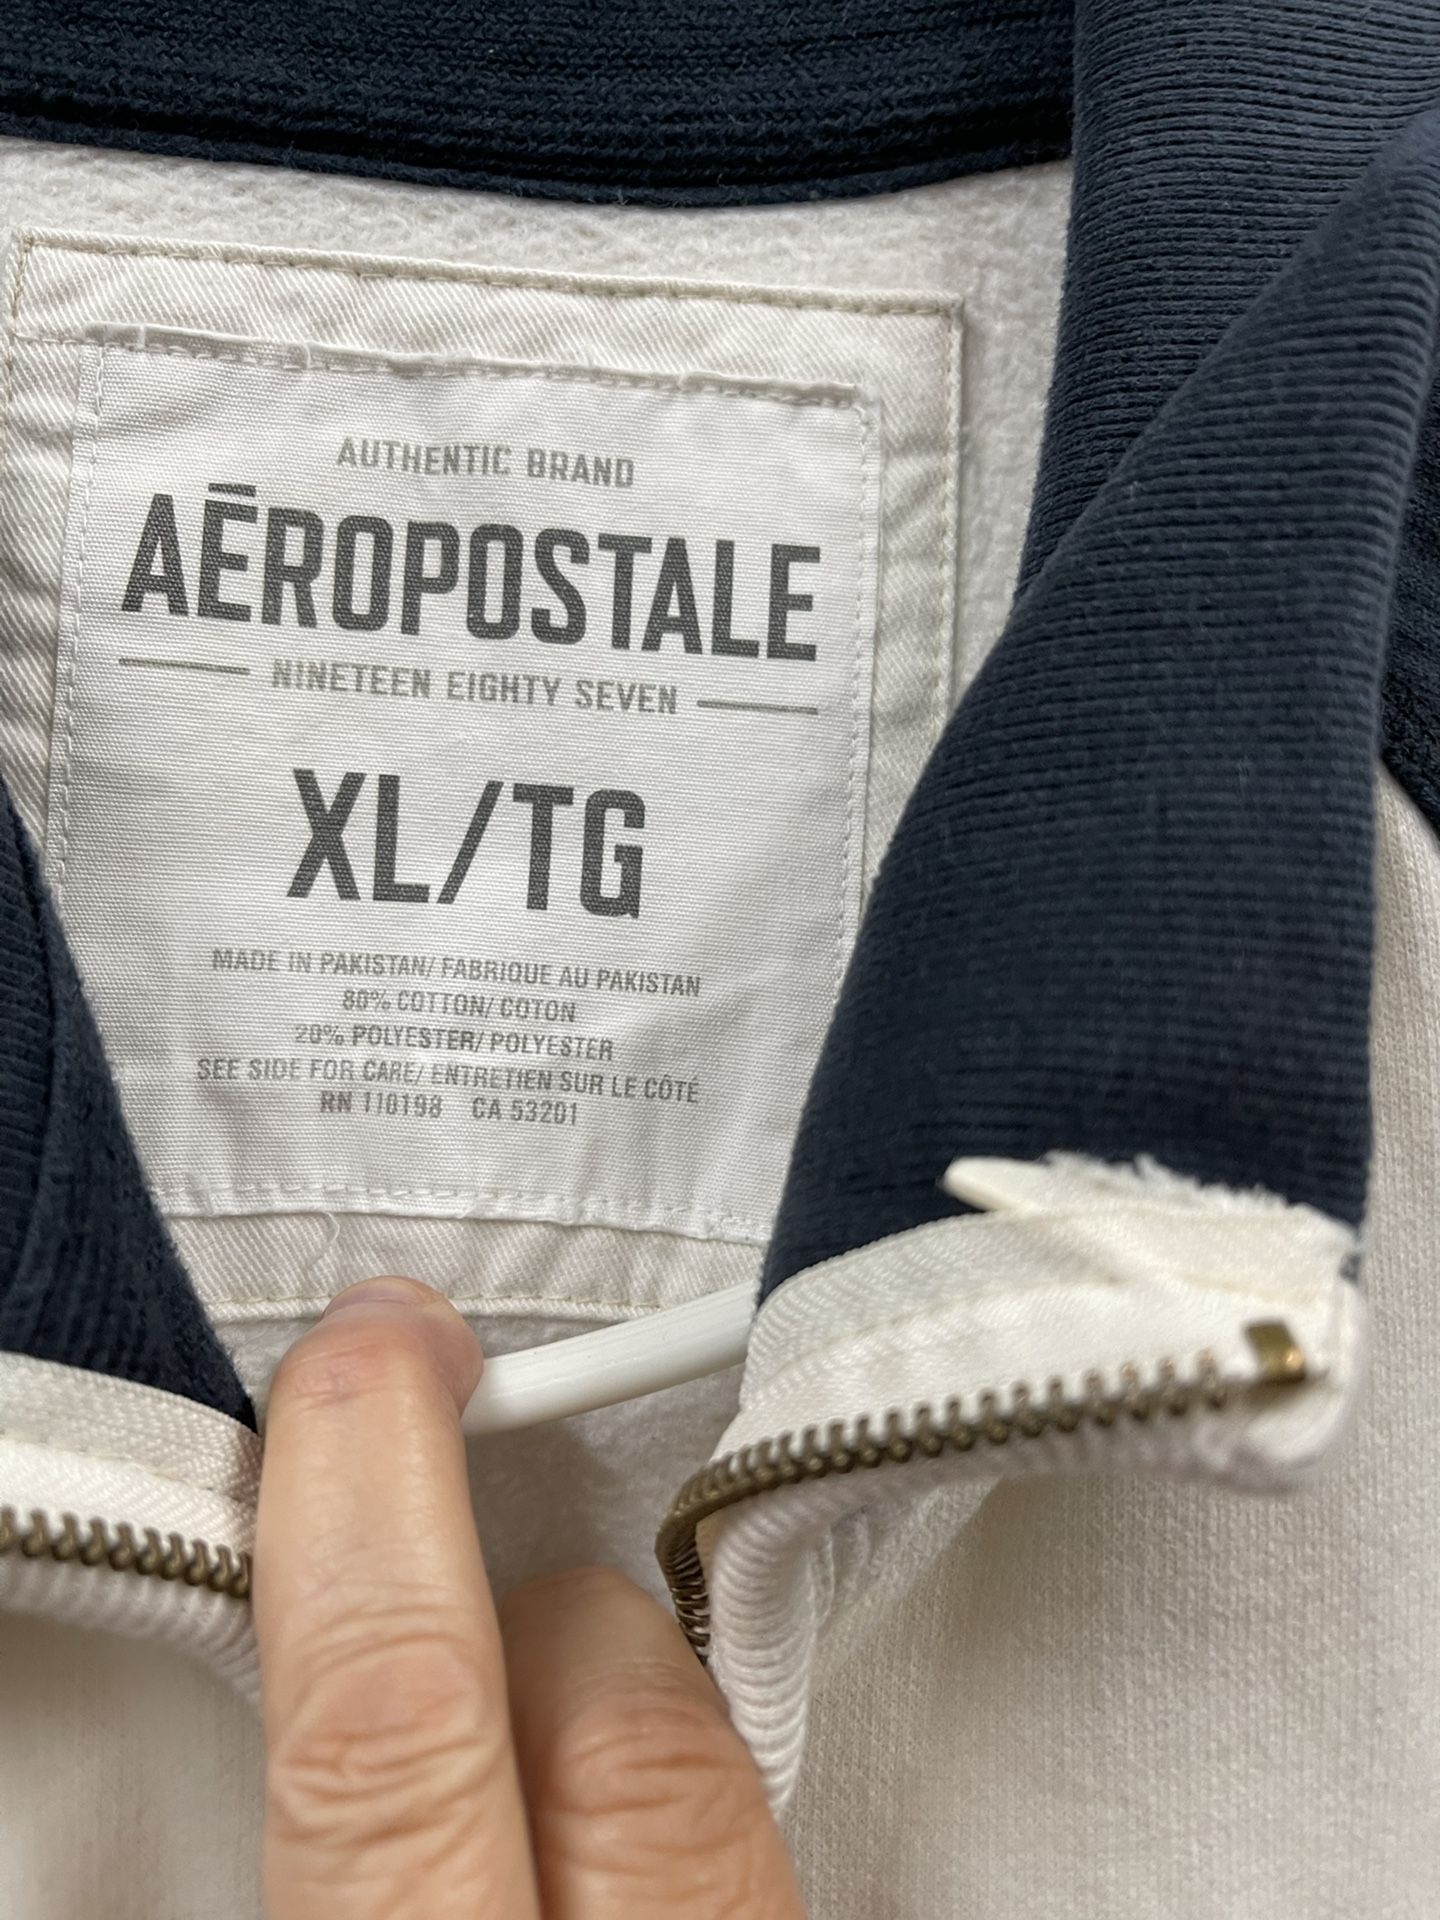 AUTHENTIC BRAND
AĒROPOSTALE
NINETEEN EIGHTY SEVEN
XL/TG
MADE IN PAKISTAN/ FABRIQUE AU PAKISTAN
80% COTTON/ COTON
20% POLYESTER/ POLYESTER
SEE SIDE FOR CARE/ ENTRETIEN SUR LE CÔTÉ
RN 110198 CA 53201